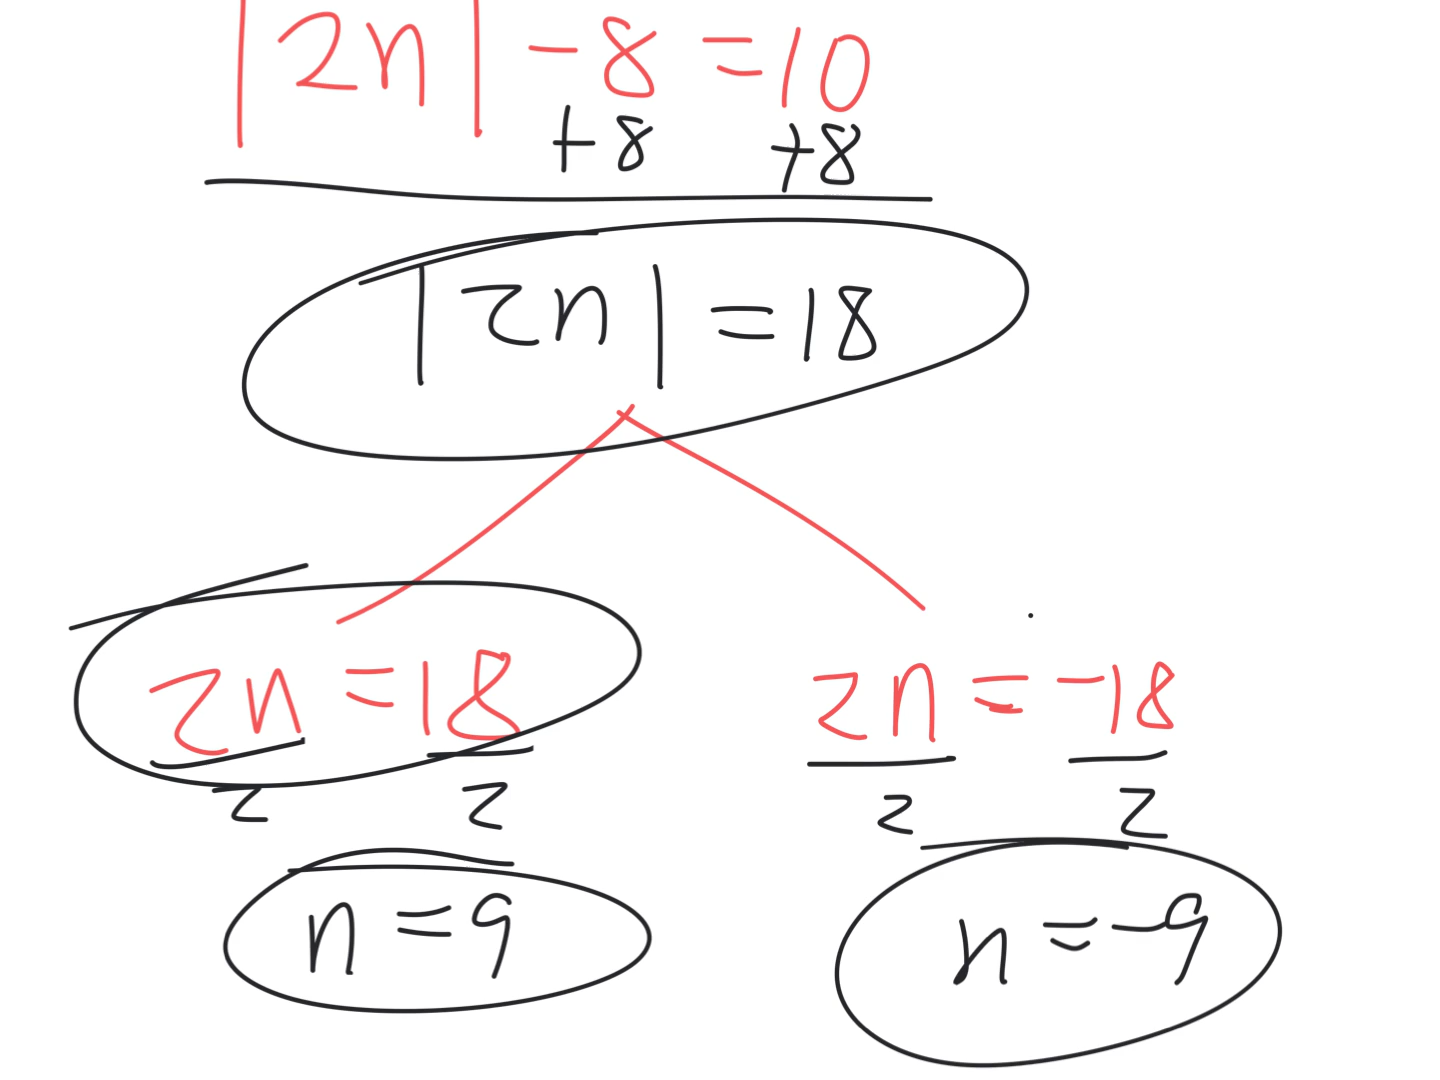 |2n| - 8 = 10
+8 +8
|2n| = 18
2n = 18 2n = -18
2 2 2 2
n = 9 n = -9